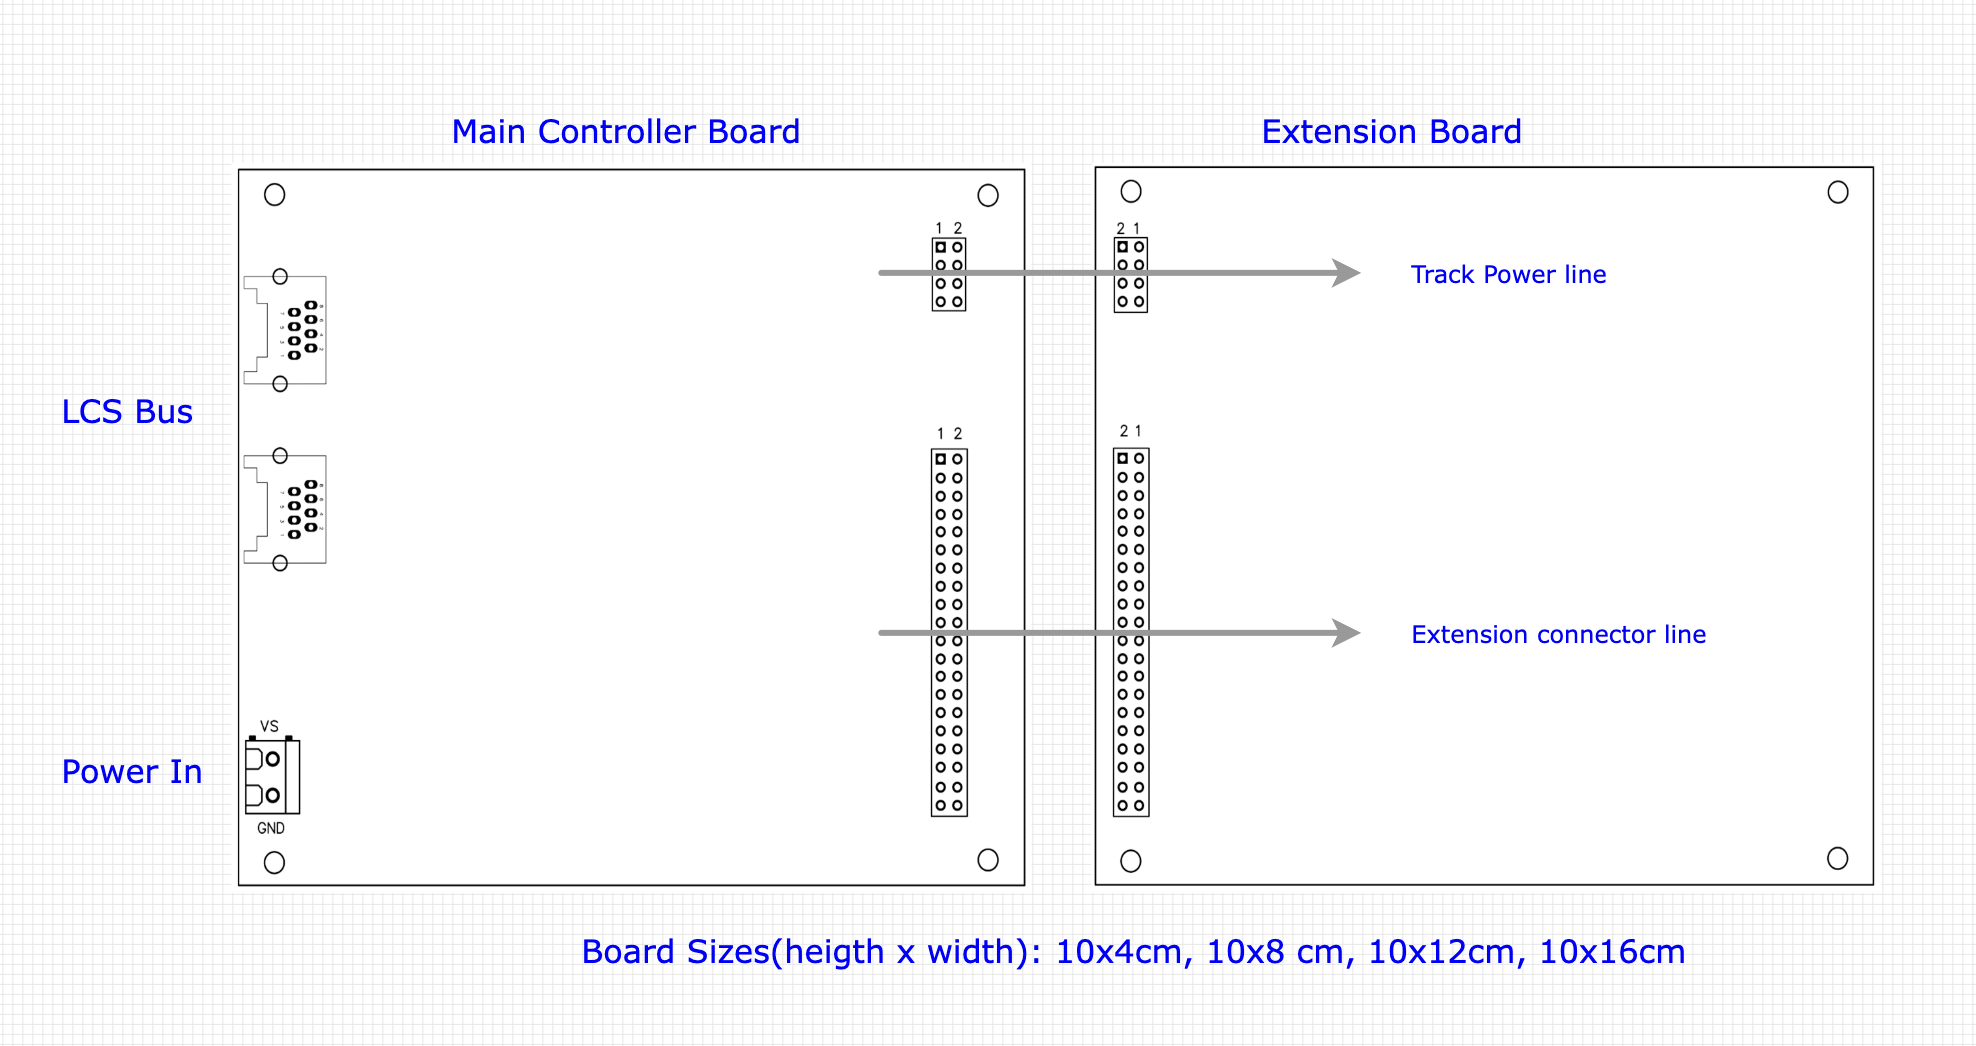 Main Controller Board
Extension Board
1 2
2 1
Track Power line
LCS Bus
1 2
2 1
Extension connector line
VS
Power In
GND
Board Sizes(heigth x width): 10x4cm, 10x8 cm, 10x12cm, 10x16cm